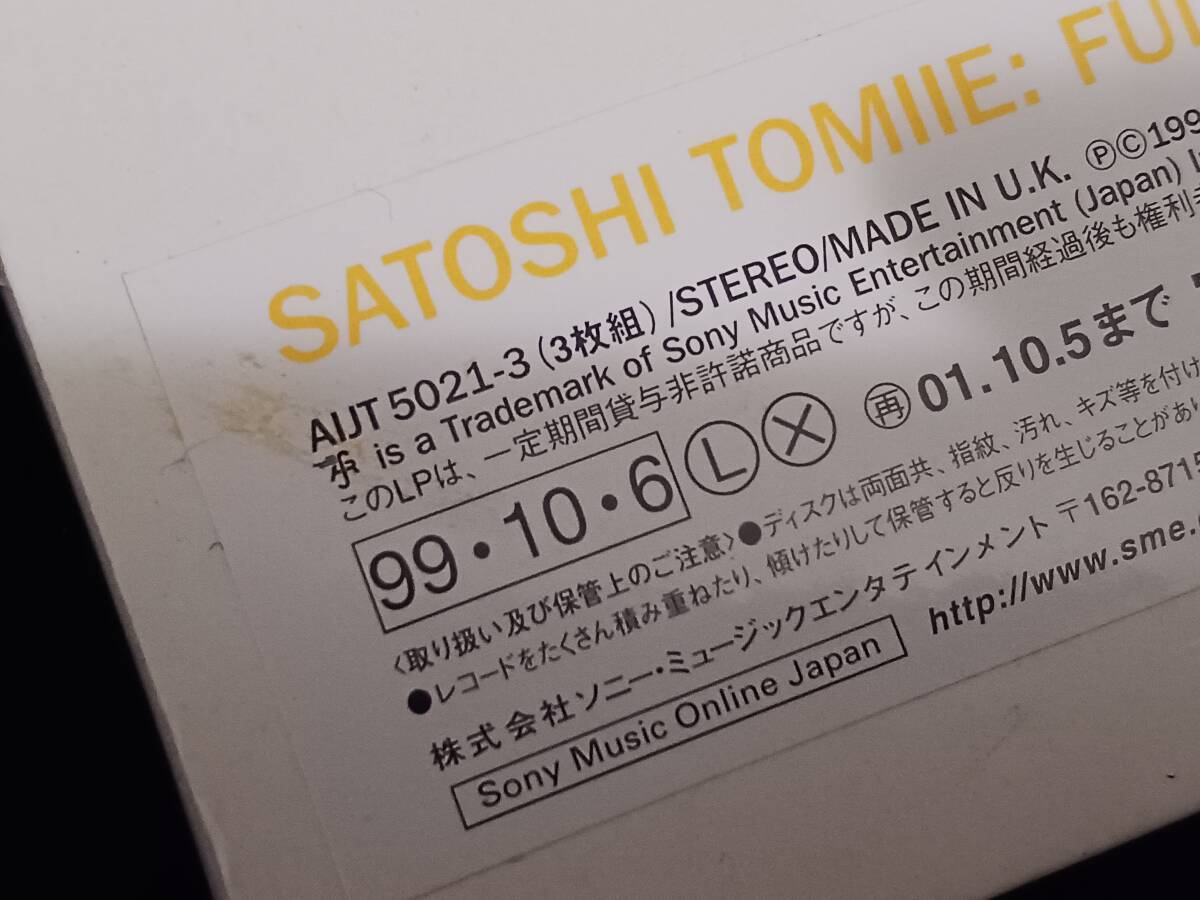 SATOSHI TOMIIE: FUL
AIJT 5021-3 (3枚組) /STEREO/MADE IN U.K. ℗©199
is a Trademark of Sony Music Entertainment (Japan) I
このLPは、一定期間貸与非許諾商品ですが、この期間経過後も権利者
99・10・6 Ⓛ Ⓧ 再 01.10.5まで
〈取り扱い及び保管上のご注意〉●ディスクは両面共、指紋、汚れ、キズ等を付け
●レコードをたくさん積み重ねたり、傾けたりして保管すると反りを生じることがあ
株式会社ソニー・ミュージックエンタテインメント 〒162-8715
Sony Music Online Japan http://www.sme.